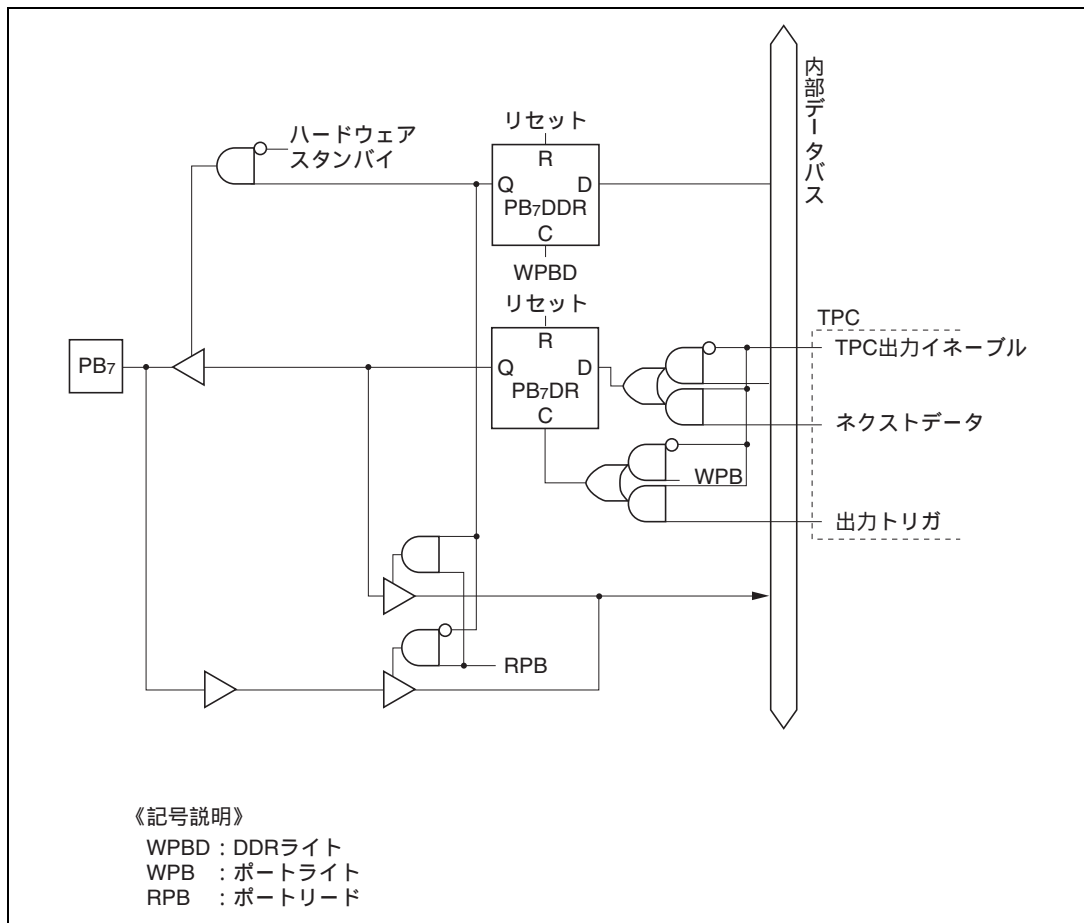 ハードウェア
スタンバイ
リセット
R
Q
D
PB7DDR
C
WPBD
内部データバス
リセット
R
Q
D
PB7DR
C
PB7
TPC
TPC出力イネーブル
ネクストデータ
WPB
出力トリガ
RPB
《記号説明》
WPBD：DDRライト
WPB ：ポートライト
RPB ：ポートリード